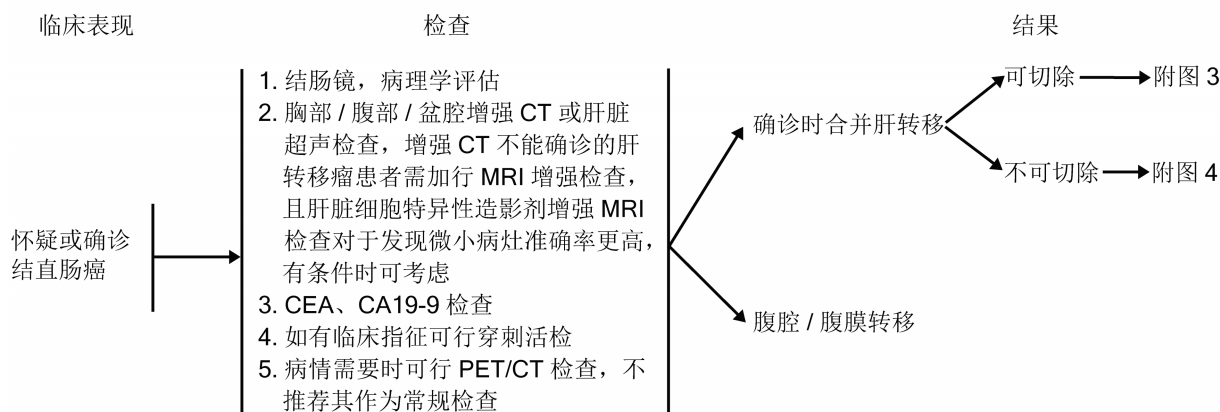 临床表现
检查
结果
怀疑或确诊
结直肠癌
1. 结肠镜，病理学评估
2. 胸部 / 腹部 / 盆腔增强 CT 或肝脏
超声检查，增强 CT 不能确诊的肝
转移瘤患者需加行 MRI 增强检查，
且肝脏细胞特异性造影剂增强 MRI
检查对于发现微小病灶准确率更高，
有条件时可考虑
3. CEA、CA19-9 检查
4. 如有临床指征可行穿刺活检
5. 病情需要时可行 PET/CT 检查，不
推荐其作为常规检查
确诊时合并肝转移
可切除
附图 3
不可切除
附图 4
腹腔 / 腹膜转移